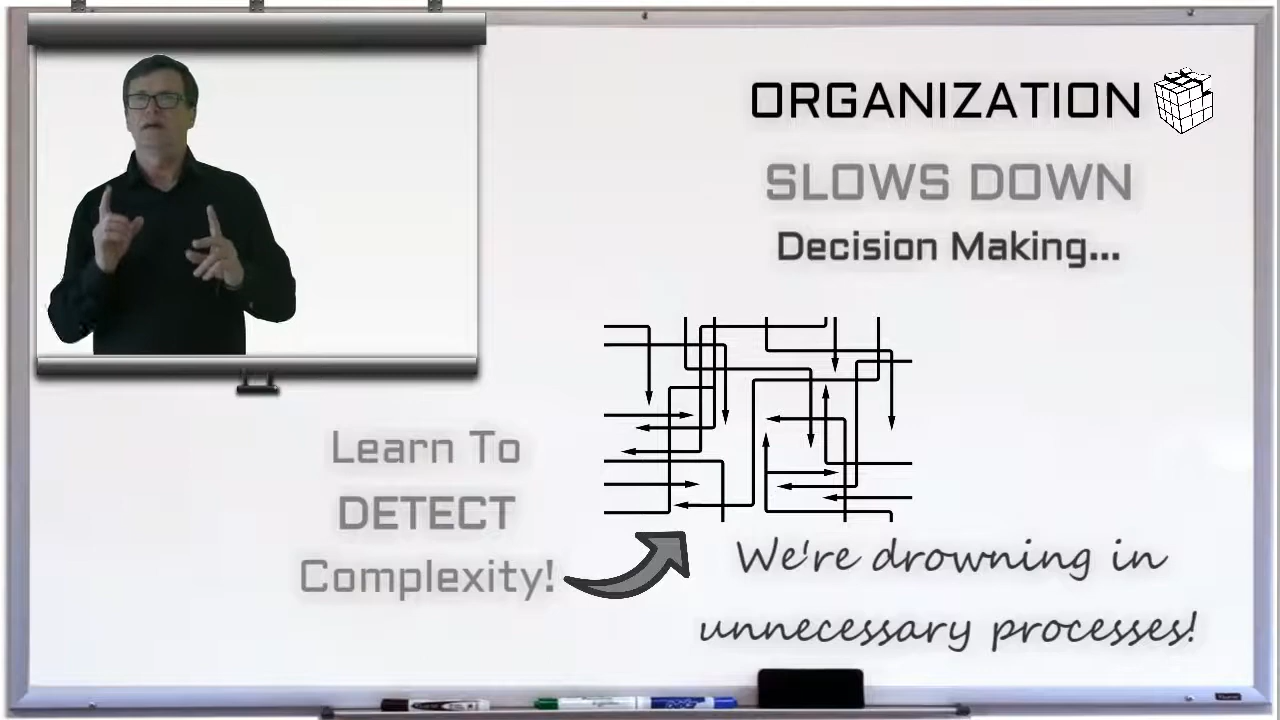 ORGANIZATION
SLOWS DOWN
Decision Making...
Learn To
DETECT
Complexity!
We're drowning in
unnecessary processes!